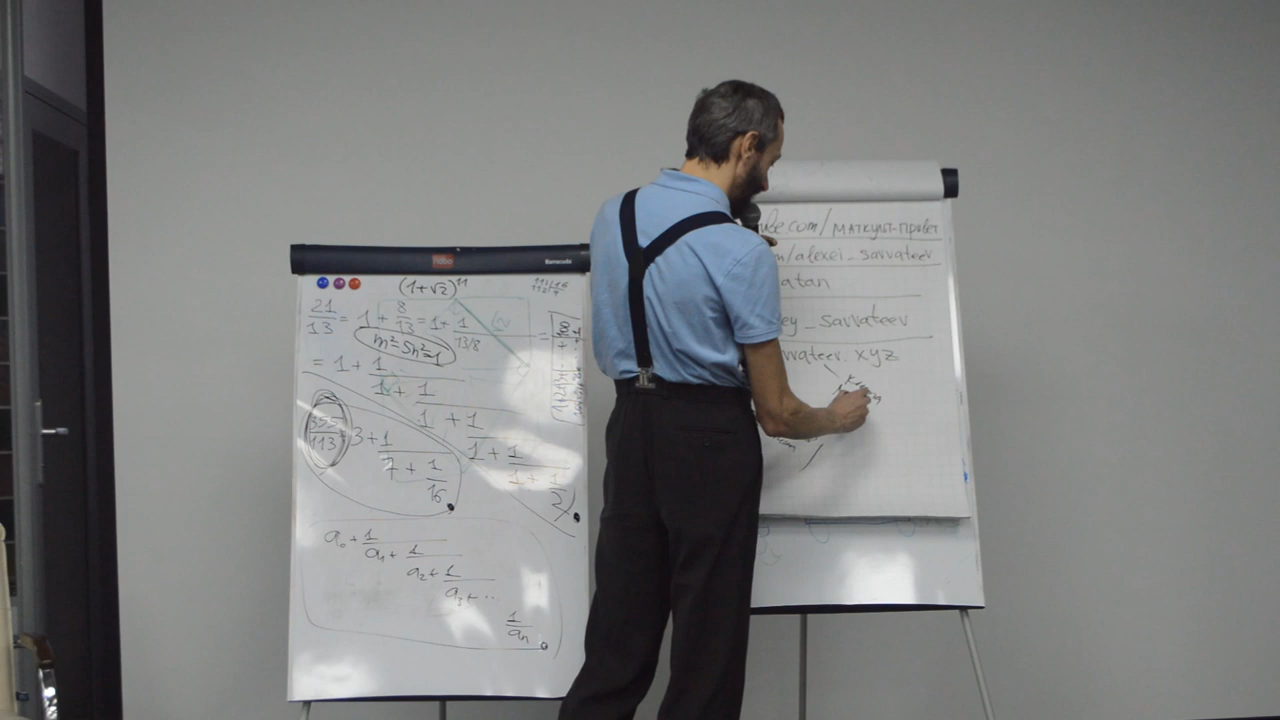 nobo
Barracuda
(1+√2)¹¹
21/13 = 1 + 8/13 = 1 + 1/(13/8)
m²-5n²=1
= 1 + 1
1 + 1
1 + 1
1 + 1
1 + 1
2
355/113 = 3 + 1
7 + 1
16
a₀ + 1
a₁ + 1
a₂ + 1
a₃ + ...
1
aₙ
ube.com/маткульт-привет
m/alexei_savvateev
atan
ey_savvateev
vvateev.xyz